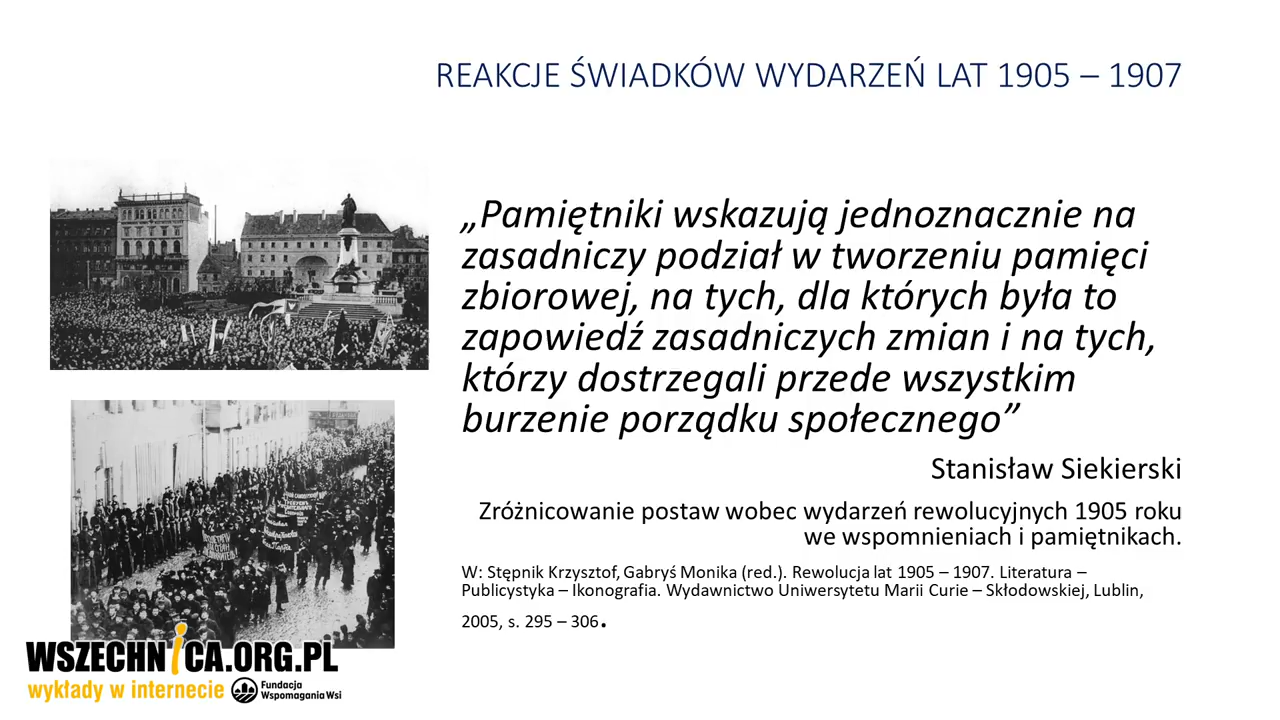 REAKCJE ŚWIADKÓW WYDARZEŃ LAT 1905 – 1907
„Pamiętniki wskazują jednoznacznie na
zasadniczy podział w tworzeniu pamięci
zbiorowej, na tych, dla których była to
zapowiedź zasadniczych zmian i na tych,
którzy dostrzegali przede wszystkim
burzenie porządku społecznego”
Stanisław Siekierski
Zróżnicowanie postaw wobec wydarzeń rewolucyjnych 1905 roku
we wspomnieniach i pamiętnikach.
W: Stępnik Krzysztof, Gabryś Monika (red.). Rewolucja lat 1905 – 1907. Literatura –
Publicystyka – Ikonografia. Wydawnictwo Uniwersytetu Marii Curie – Skłodowskiej, Lublin,
2005, s. 295 – 306.
WSZECHNICA.ORG.PL
wykłady w internecie
Fundacja
Wspomagania Wsi